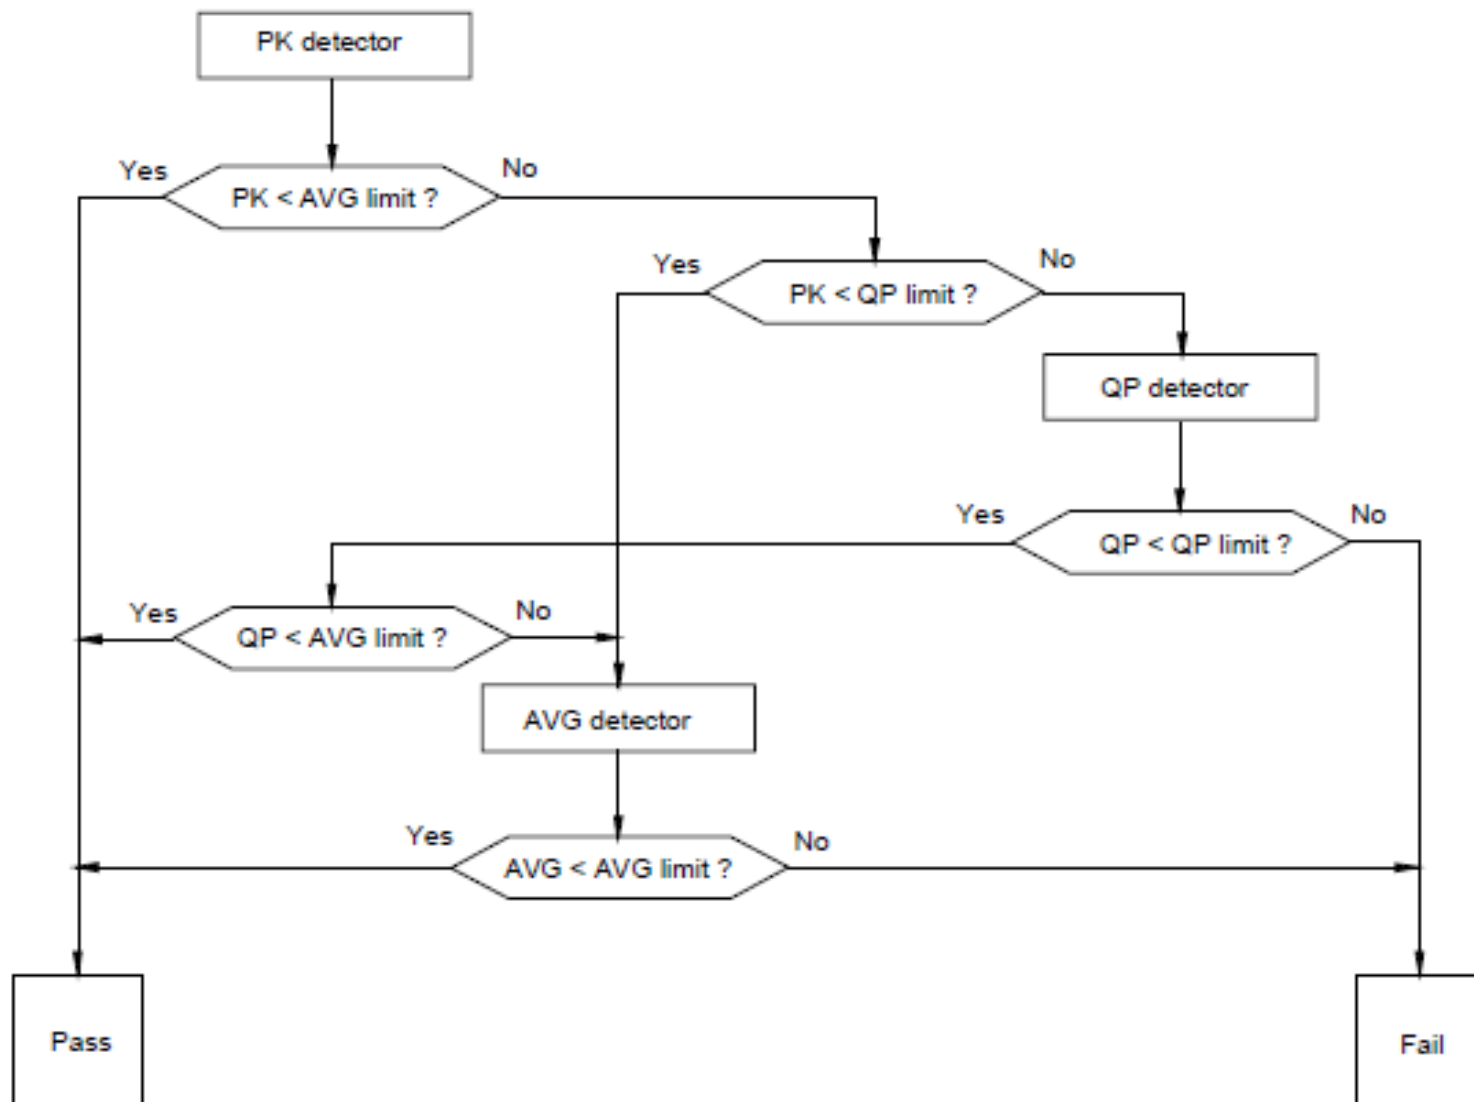 PK detector
Yes
No
PK < AVG limit ?
Yes
No
PK < QP limit ?
QP detector
Yes
No
QP < QP limit ?
Yes
No
QP < AVG limit ?
AVG detector
Yes
No
AVG < AVG limit ?
Pass
Fail